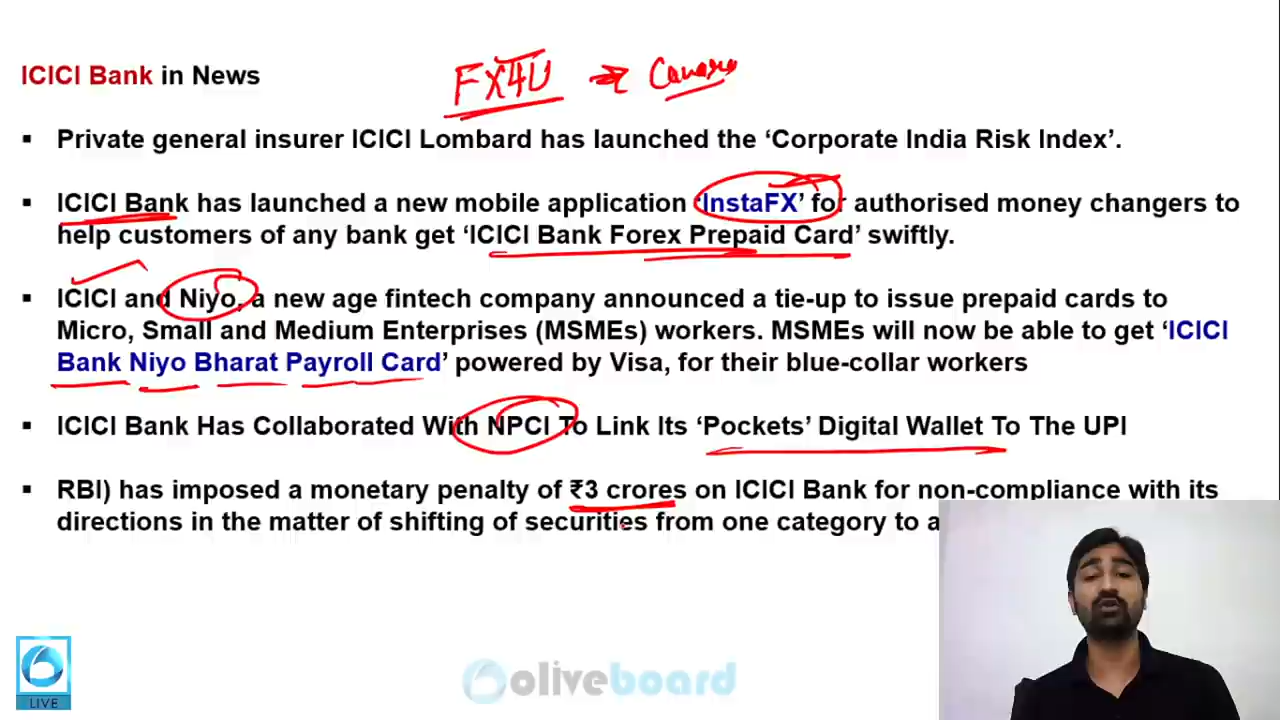 ICICI Bank in News
FX4U → Canara
▪ Private general insurer ICICI Lombard has launched the ‘Corporate India Risk Index’.
▪ ICICI Bank has launched a new mobile application ‘InstaFX’ for authorised money changers to
help customers of any bank get ‘ICICI Bank Forex Prepaid Card’ swiftly.
▪ ICICI and Niyo, a new age fintech company announced a tie-up to issue prepaid cards to
Micro, Small and Medium Enterprises (MSMEs) workers. MSMEs will now be able to get ‘ICICI
Bank Niyo Bharat Payroll Card’ powered by Visa, for their blue-collar workers
▪ ICICI Bank Has Collaborated With NPCI To Link Its ‘Pockets’ Digital Wallet To The UPI
▪ RBI) has imposed a monetary penalty of ₹3 crores on ICICI Bank for non-compliance with its
directions in the matter of shifting of securities from one category to
LIVE
oliveboard